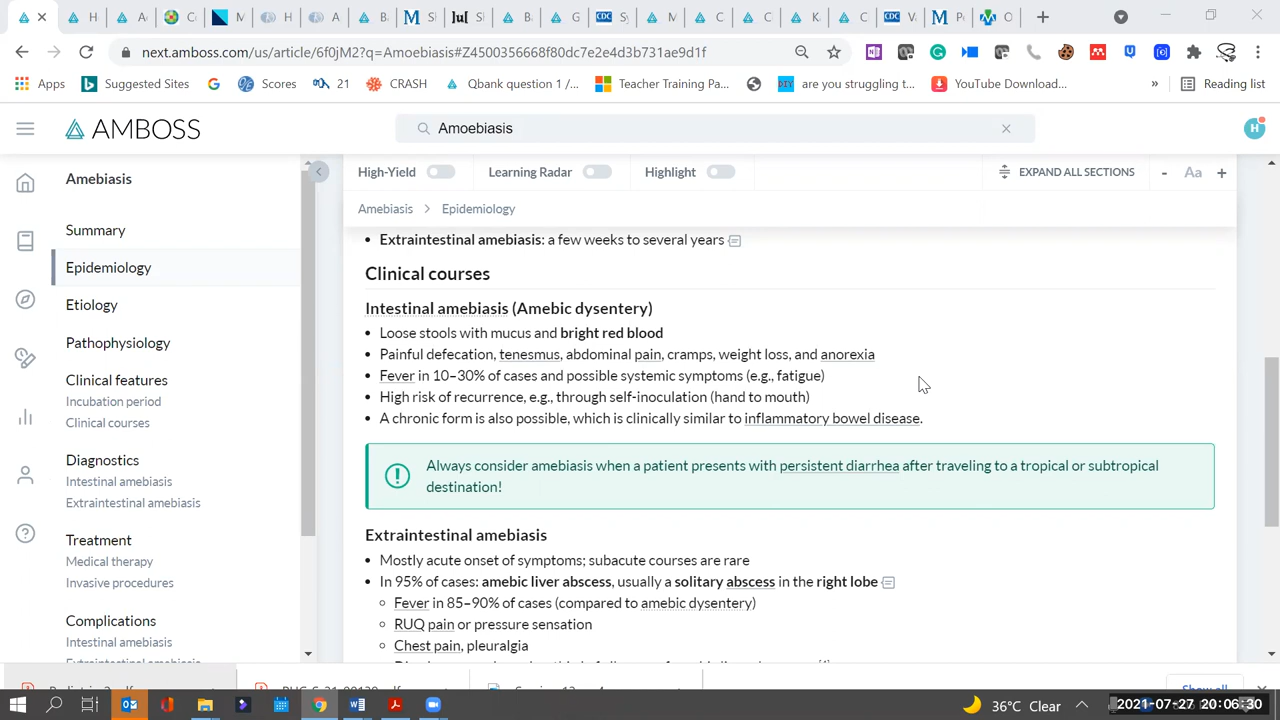 next.amboss.com/us/article/6f0jM2?q=Amoebiasis#Z4500356668f80dc7e2e4d3b731ae9d1f
Apps Suggested Sites Scores 21 CRASH Qbank question 1 /... Teacher Training Pa... are you struggling t... YouTube Download... » Reading list
AMBOSS
Amoebiasis
H
High-Yield Learning Radar Highlight EXPAND ALL SECTIONS - Aa +
Amebiasis > Epidemiology
Amebiasis
Summary
Epidemiology
Etiology
Pathophysiology
Clinical features
Incubation period
Clinical courses
Diagnostics
Intestinal amebiasis
Extraintestinal amebiasis
Treatment
Medical therapy
Invasive procedures
Complications
Intestinal amebiasis
Extraintestinal amebiasis
• Extraintestinal amebiasis: a few weeks to several years
Clinical courses
Intestinal amebiasis (Amebic dysentery)
• Loose stools with mucus and bright red blood
• Painful defecation, tenesmus, abdominal pain, cramps, weight loss, and anorexia
• Fever in 10–30% of cases and possible systemic symptoms (e.g., fatigue)
• High risk of recurrence, e.g., through self-inoculation (hand to mouth)
• A chronic form is also possible, which is clinically similar to inflammatory bowel disease.
Always consider amebiasis when a patient presents with persistent diarrhea after traveling to a tropical or subtropical
destination!
Extraintestinal amebiasis
• Mostly acute onset of symptoms; subacute courses are rare
• In 95% of cases: amebic liver abscess, usually a solitary abscess in the right lobe
Fever in 85–90% of cases (compared to amebic dysentery)
RUQ pain or pressure sensation
Chest pain, pleuralgia
Show all
36°C Clear
2021-07-27 20:06:30